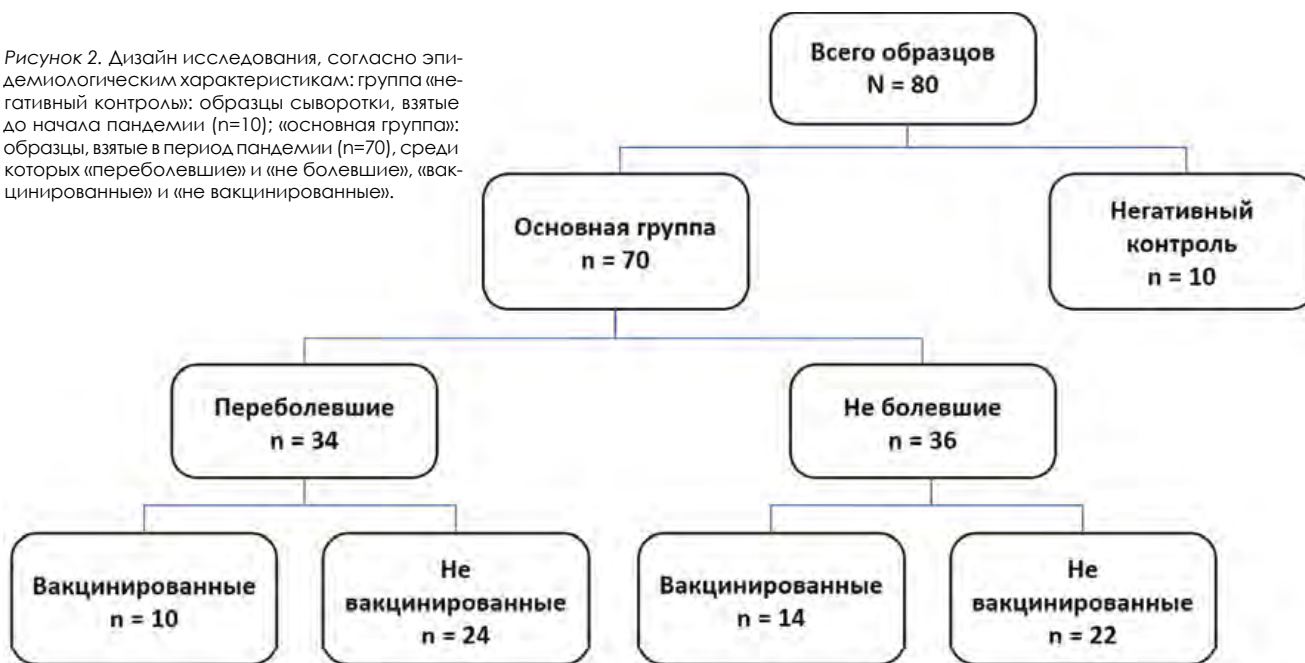 Рисунок 2. Дизайн исследования, согласно эпи-
демиологическим характеристикам: группа «не-
гативный контроль»: образцы сыворотки, взятые
до начала пандемии (n=10); «основная группа»:
образцы, взятые в период пандемии (n=70), среди
которых «переболевшие» и «не болевшие», «вак-
цинированные» и «не вакцинированные».
Всего образцов
N = 80
Основная группа
n = 70
Негативный
контроль
n = 10
Переболевшие
n = 34
Не болевшие
n = 36
Вакцинированные
n = 10
Не
вакцинированные
n = 24
Вакцинированные
n = 14
Не
вакцинированные
n = 22